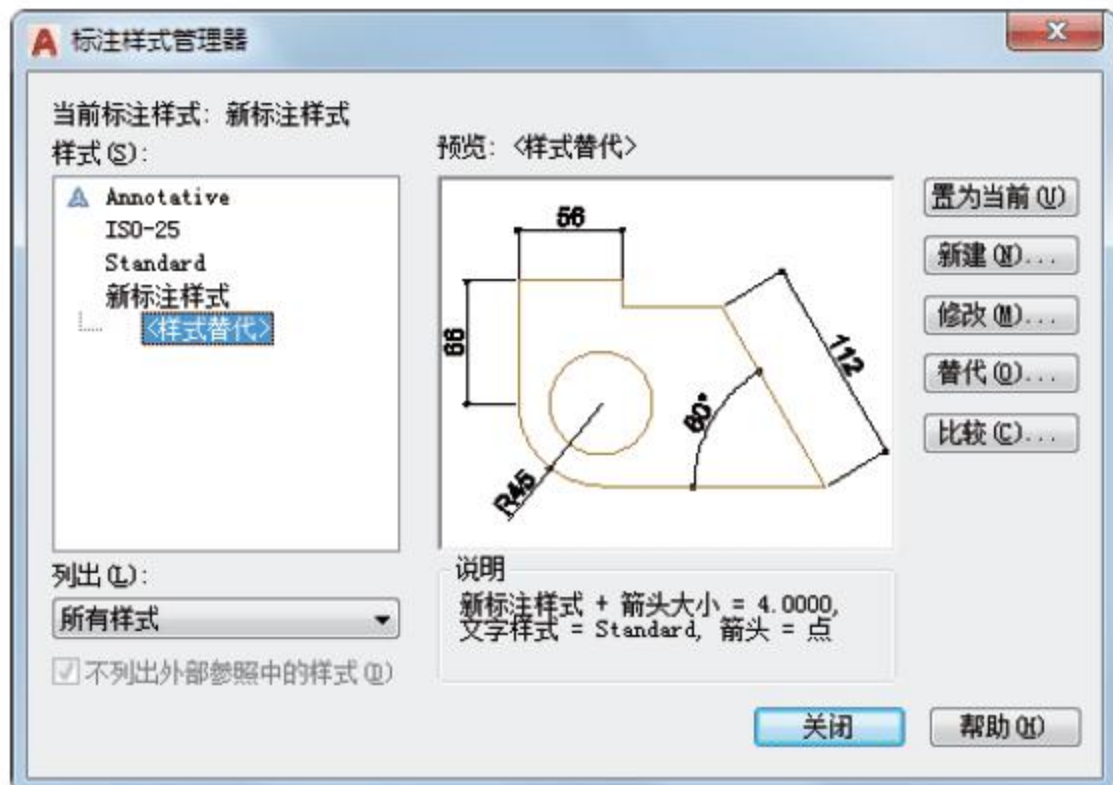 标注样式管理器
当前标注样式: 新标注样式
样式(S):
Annotative
ISO-25
Standard
新标注样式
<样式替代>
列出(L):
所有样式
不列出外部参照中的样式(D)
预览: <样式替代>
56
66
112
60°
R45
说明
新标注样式 + 箭头大小 = 4.0000,
文字样式 = Standard, 箭头 = 点
置为当前(U)
新建(N)...
修改(M)...
替代(O)...
比较(C)...
关闭
帮助(H)